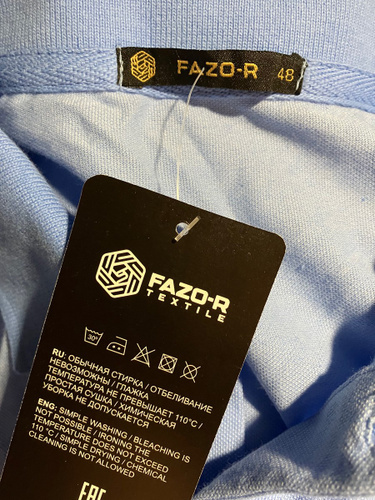 FAZO-R 48
FAZO-R
TEXTILE
30°
RU: ОБЫЧНАЯ СТИРКА / ОТБЕЛИВАНИЕ
НЕВОЗМОЖНЫ / ГЛАЖКА
ТЕМПЕРАТУРА НЕ ПРЕВЫШАЕТ 110°C /
ПРОСТАЯ СУШКА / ХИМИЧЕСКАЯ
УБОРКА НЕ ДОПУСКАЕТСЯ
ENG: SIMPLE WASHING / BLEACHING IS
NOT POSSIBLE / IRONING THE
TEMPERATURE DOES NOT EXCEED
110 °C / SIMPLE DRYING / CHEMICAL
CLEANING IS NOT ALLOWED
EAC